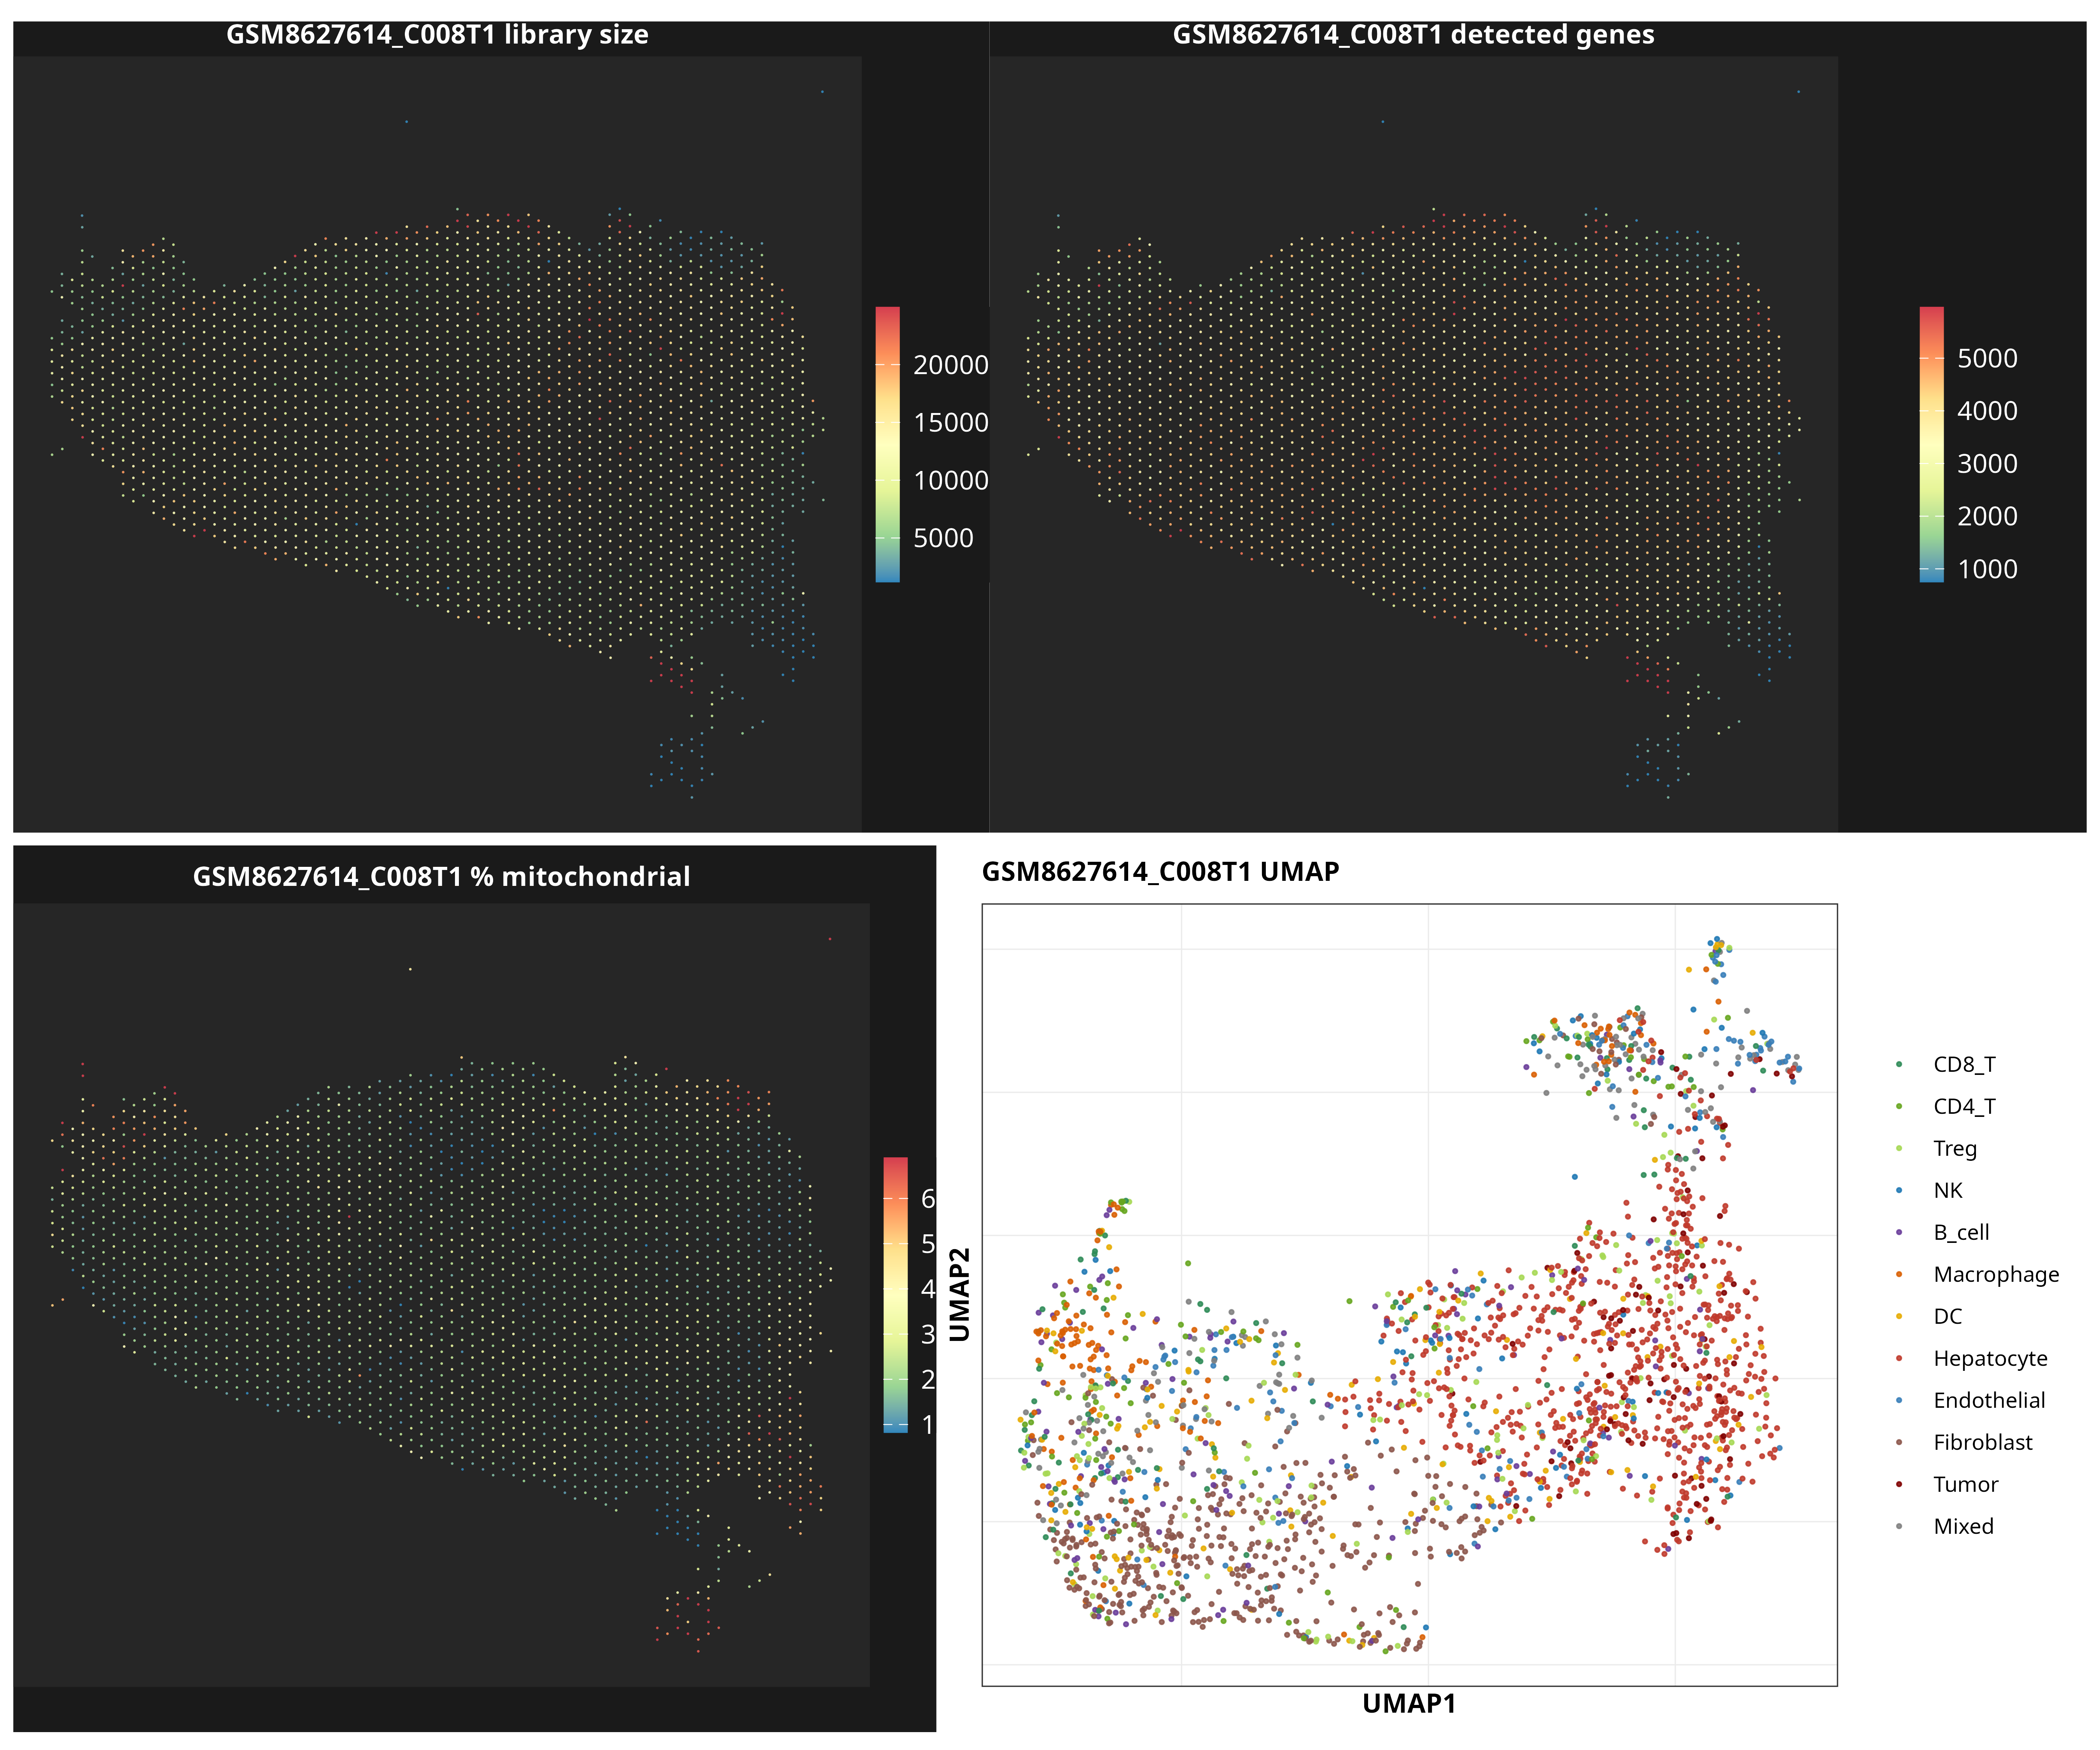 GSM8627614_C008T1 library size
20000
15000
10000
5000
GSM8627614_C008T1 detected genes
5000
4000
3000
2000
1000
GSM8627614_C008T1 % mitochondrial
6
5
4
3
2
1
GSM8627614_C008T1 UMAP
UMAP2
UMAP1
CD8_T
CD4_T
Treg
NK
B_cell
Macrophage
DC
Hepatocyte
Endothelial
Fibroblast
Tumor
Mixed